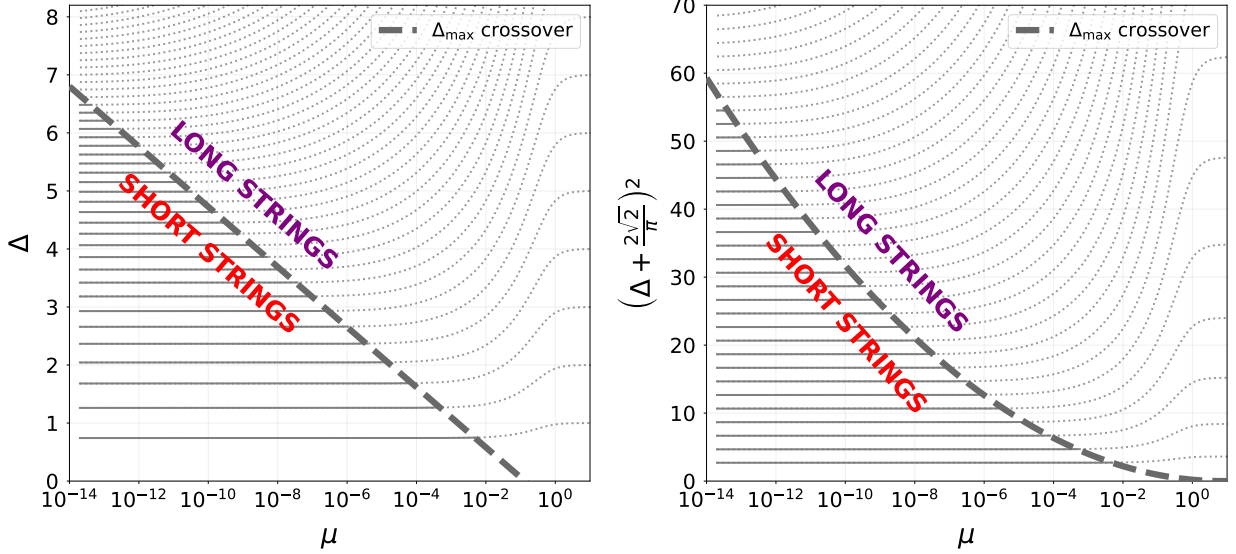 8
7
6
5
4
3
2
1
0
Δ
Δmax crossover
LONG STRINGS
SHORT STRINGS
10⁻¹⁴ 10⁻¹² 10⁻¹⁰ 10⁻⁸ 10⁻⁶ 10⁻⁴ 10⁻² 10⁰
μ
70
60
50
40
30
20
10
0
(Δ + 2√2/π)²
Δmax crossover
LONG STRINGS
SHORT STRINGS
10⁻¹⁴ 10⁻¹² 10⁻¹⁰ 10⁻⁸ 10⁻⁶ 10⁻⁴ 10⁻² 10⁰
μ